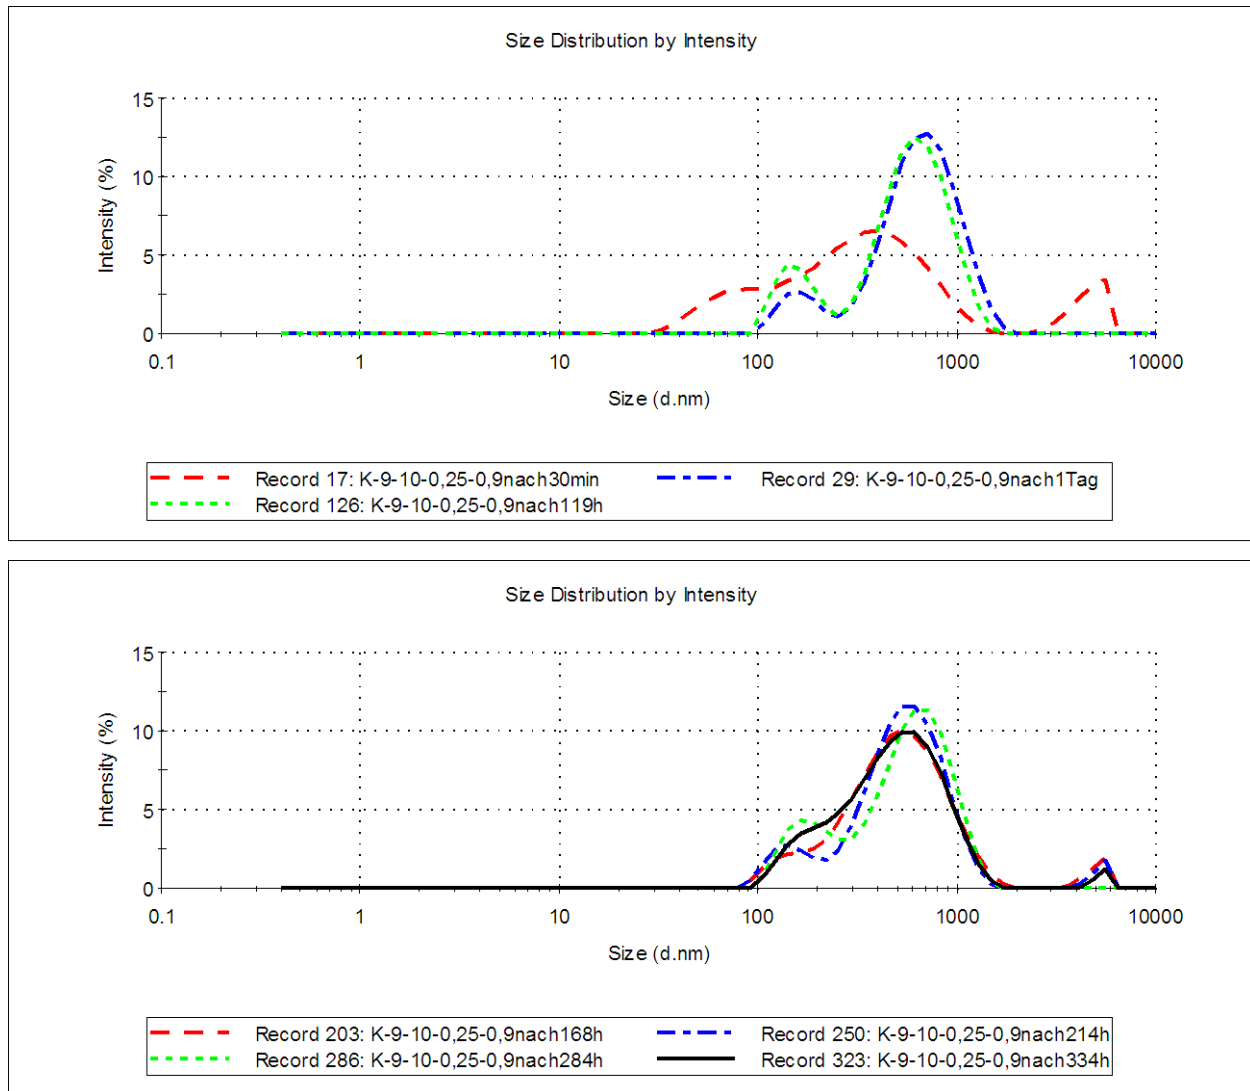 Size Distribution by Intensity
15
10
5
0
Intensity (%)
0.1 1 10 100 1000 10000
Size (d.nm)
Record 17: K-9-10-0,25-0,9nach30min Record 29: K-9-10-0,25-0,9nach1Tag
Record 126: K-9-10-0,25-0,9nach119h
Size Distribution by Intensity
15
10
5
0
Intensity (%)
0.1 1 10 100 1000 10000
Size (d.nm)
Record 203: K-9-10-0,25-0,9nach168h Record 250: K-9-10-0,25-0,9nach214h
Record 286: K-9-10-0,25-0,9nach284h Record 323: K-9-10-0,25-0,9nach334h